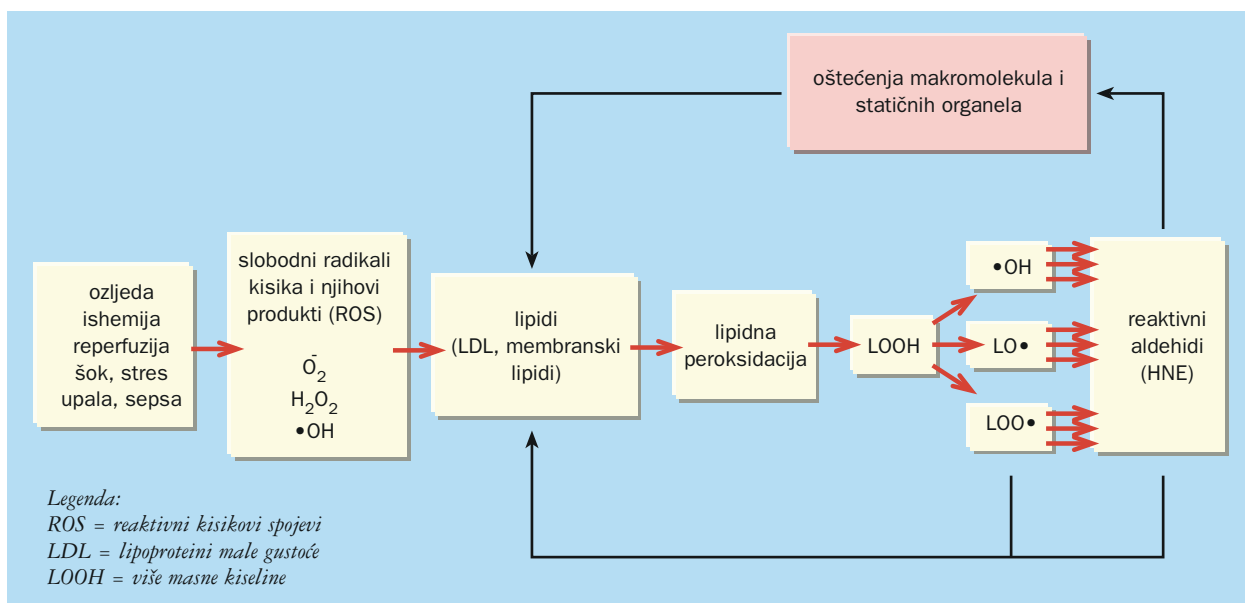 oštećenja makromolekula i
statičnih organela
ozljeda
ishemija
reperfuzija
šok, stres
upala, sepsa
slobodni radikali
kisika i njihovi
produkti (ROS)
O₂⁻
H₂O₂
•OH
lipidi
(LDL, membranski
lipidi)
lipidna
peroksidacija
LOOH
•OH
LO•
LOO•
reaktivni
aldehidi
(HNE)
Legenda:
ROS = reaktivni kisikovi spojevi
LDL = lipoproteini male gustoće
LOOH = više masne kiseline